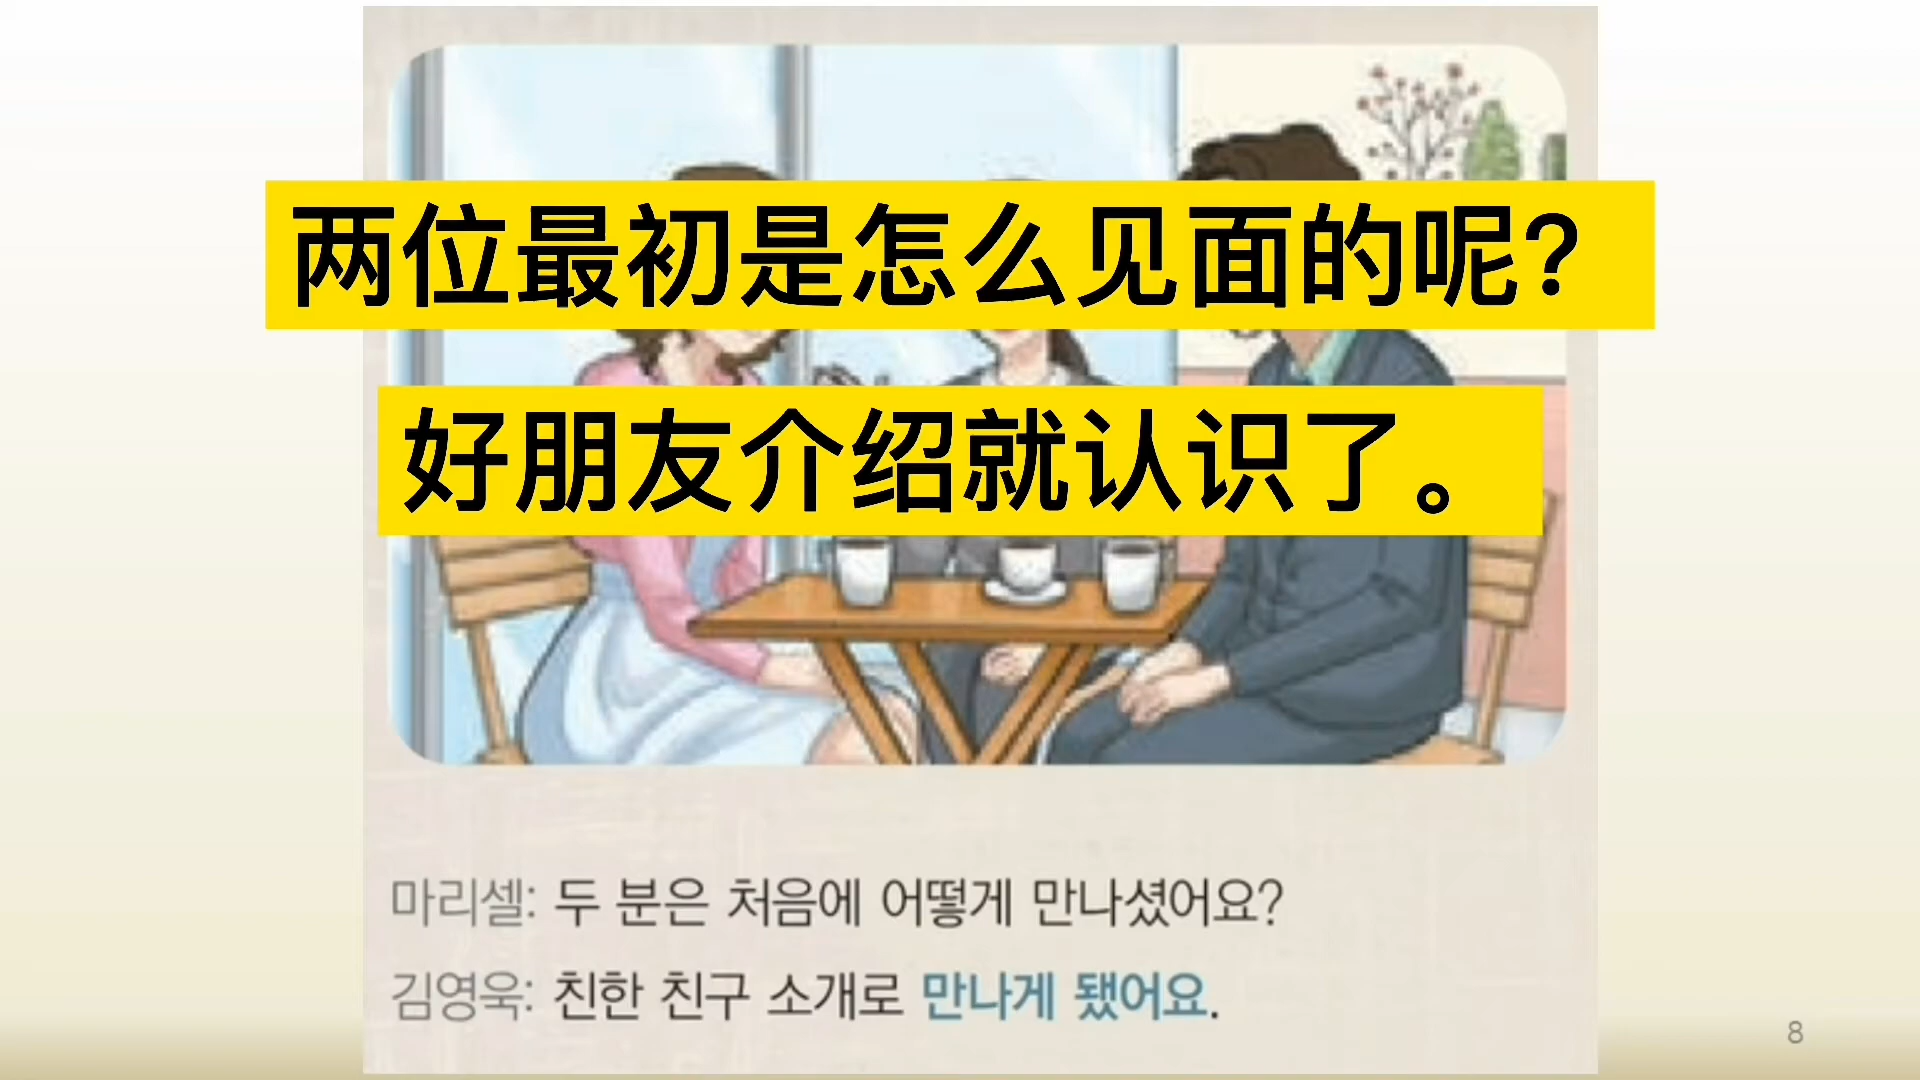 两位最初是怎么见面的呢？
好朋友介绍就认识了。
마리셀: 두 분은 처음에 어떻게 만나셨어요?
김영욱: 친한 친구 소개로 만나게 됐어요.
8